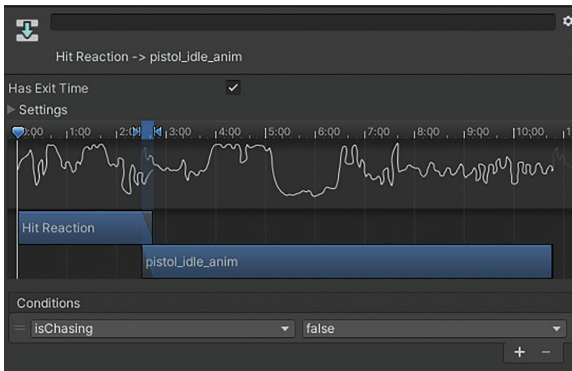 Hit Reaction -> pistol_idle_anim
Has Exit Time
Settings
0:00 1:00 2:00 3:00 4:00 5:00 6:00 7:00 8:00 9:00 10:00
Hit Reaction
pistol_idle_anim
Conditions
isChasing false